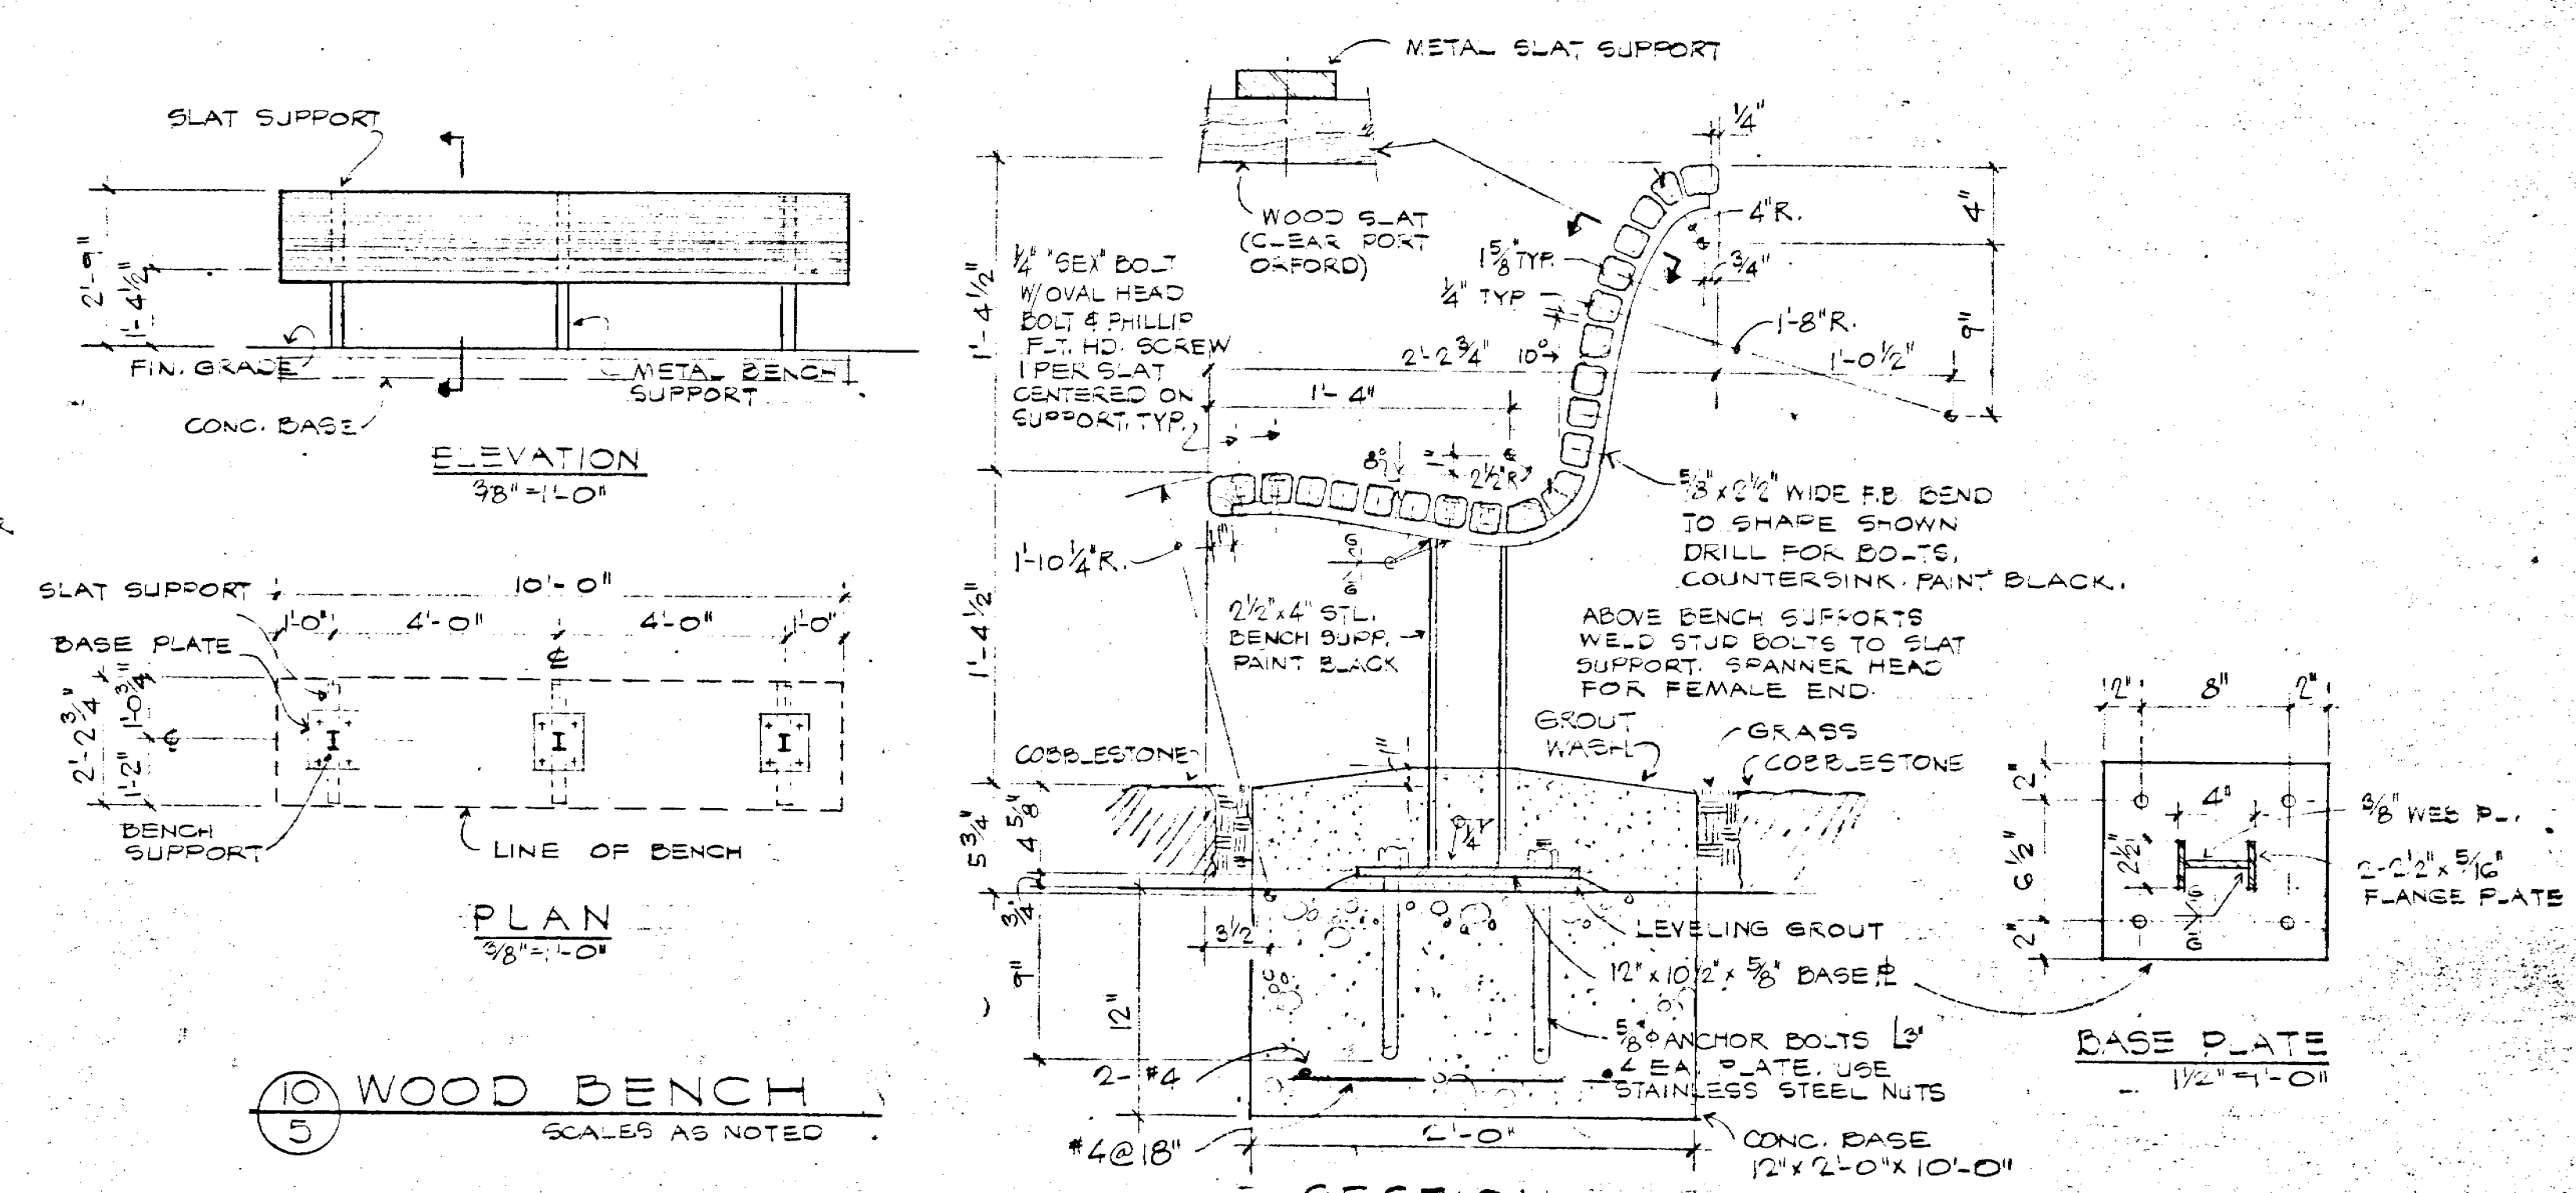 SLAT SUPPORT
2'-9"
1'-4 1/2"
FIN. GRADE
METAL BENCH
SUPPORT
CONC. BASE
ELEVATION
3/8"=1'-0"
SLAT SUPPORT
10'-0"
1'-0"
4'-0"
4'-0"
1'-0"
BASE PLATE
2'-2 3/4"
1'-0 3/4"
1'-2"
BENCH
SUPPORT
LINE OF BENCH
PLAN
3/8"=1'-0"
10
5
WOOD BENCH
SCALES AS NOTED
METAL SLAT SUPPORT
1/4"
WOOD SLAT
(CLEAR PORT
ORFORD)
1/4" "SEX" BOLT
W/OVAL HEAD
BOLT & PHILLIP
FLT. HD. SCREW
1 PER SLAT
CENTERED ON
SUPPORT. TYP.
1'-4 1/2"
1 5/8" TYP.
1/4" TYP
4"R.
3/4"
4"
9"
1'-8"R.
2'-2 3/4"
10°
1'-0 1/2"
1'-4"
8°
2 1/2"R
5/8" x 2 1/2" WIDE F.B. BEND
TO SHAPE SHOWN
DRILL FOR BOLTS,
COUNTERSINK. PAINT BLACK.
1'-10 1/4"R.
1"
1'-4 1/2"
2 1/2"x4" STL.
BENCH SUPP.
PAINT BLACK
ABOVE BENCH SUPPORTS
WELD STUD BOLTS TO SLAT
SUPPORT. SPANNER HEAD
FOR FEMALE END.
GROUT
WASH
GRASS
COBBLESTONE
COBBLESTONE
1"
5 3/4"
4 5/8"
3/4"
1/4
3 1/2
9"
12"
LEVELING GROUT
12" x 10 1/2" x 5/8" BASE PL
5/8"Φ ANCHOR BOLTS L3"
4 EA. PLATE. USE
STAINLESS STEEL NUTS
2-#4
#4@18"
2'-0"
CONC. BASE
12"x 2'-0"x 10'-0"
2"
8"
2"
2"
6 1/2"
2"
4"
2 1/2"
3/8" WEB PL.
2-2 1/2" x 5/16"
FLANGE PLATE
BASE PLATE
1 1/2"=1'-0"